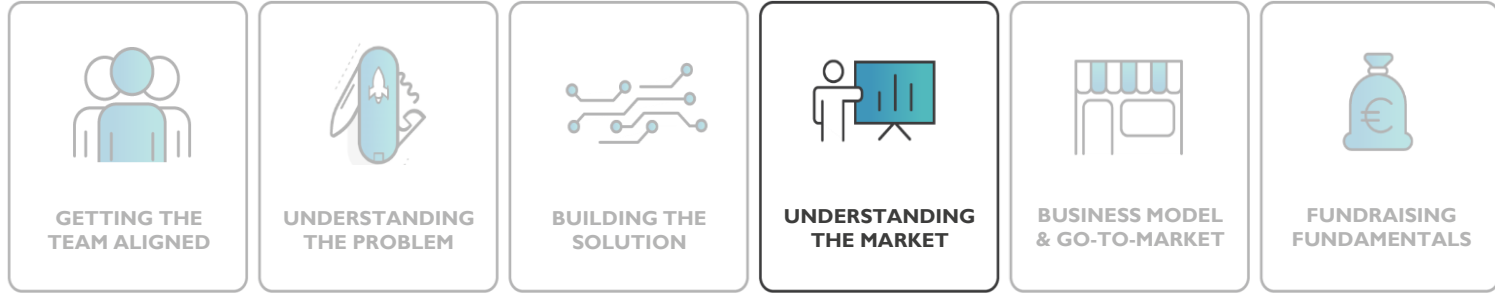 GETTING THE
TEAM ALIGNED
UNDERSTANDING
THE PROBLEM
BUILDING THE
SOLUTION
UNDERSTANDING
THE MARKET
BUSINESS MODEL
& GO-TO-MARKET
€
FUNDRAISING
FUNDAMENTALS